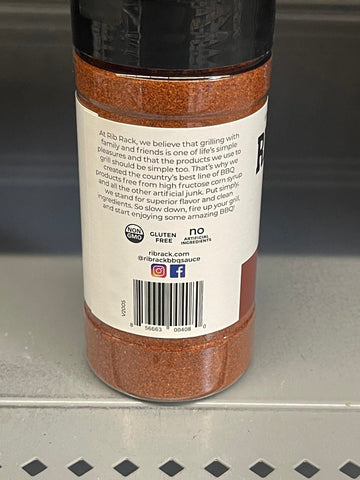 At Rib Rack, we believe that grilling with
family and friends is one of life's simple
pleasures and that the products we use to
grill should be simple too. That's why we
created the country's best line of BBQ
products free from high fructose corn syrup
and all the other artificial junk. Put simply,
we stand for superior flavor and clean
ingredients. So slow down, fire up your grill,
and start enjoying some amazing BBQ!
NON
GMO
GLUTEN
FREE
no
ARTIFICIAL
INGREDIENTS
ribrack.com
@ribrackbbqsauce
V2005
8 56663 00408 0